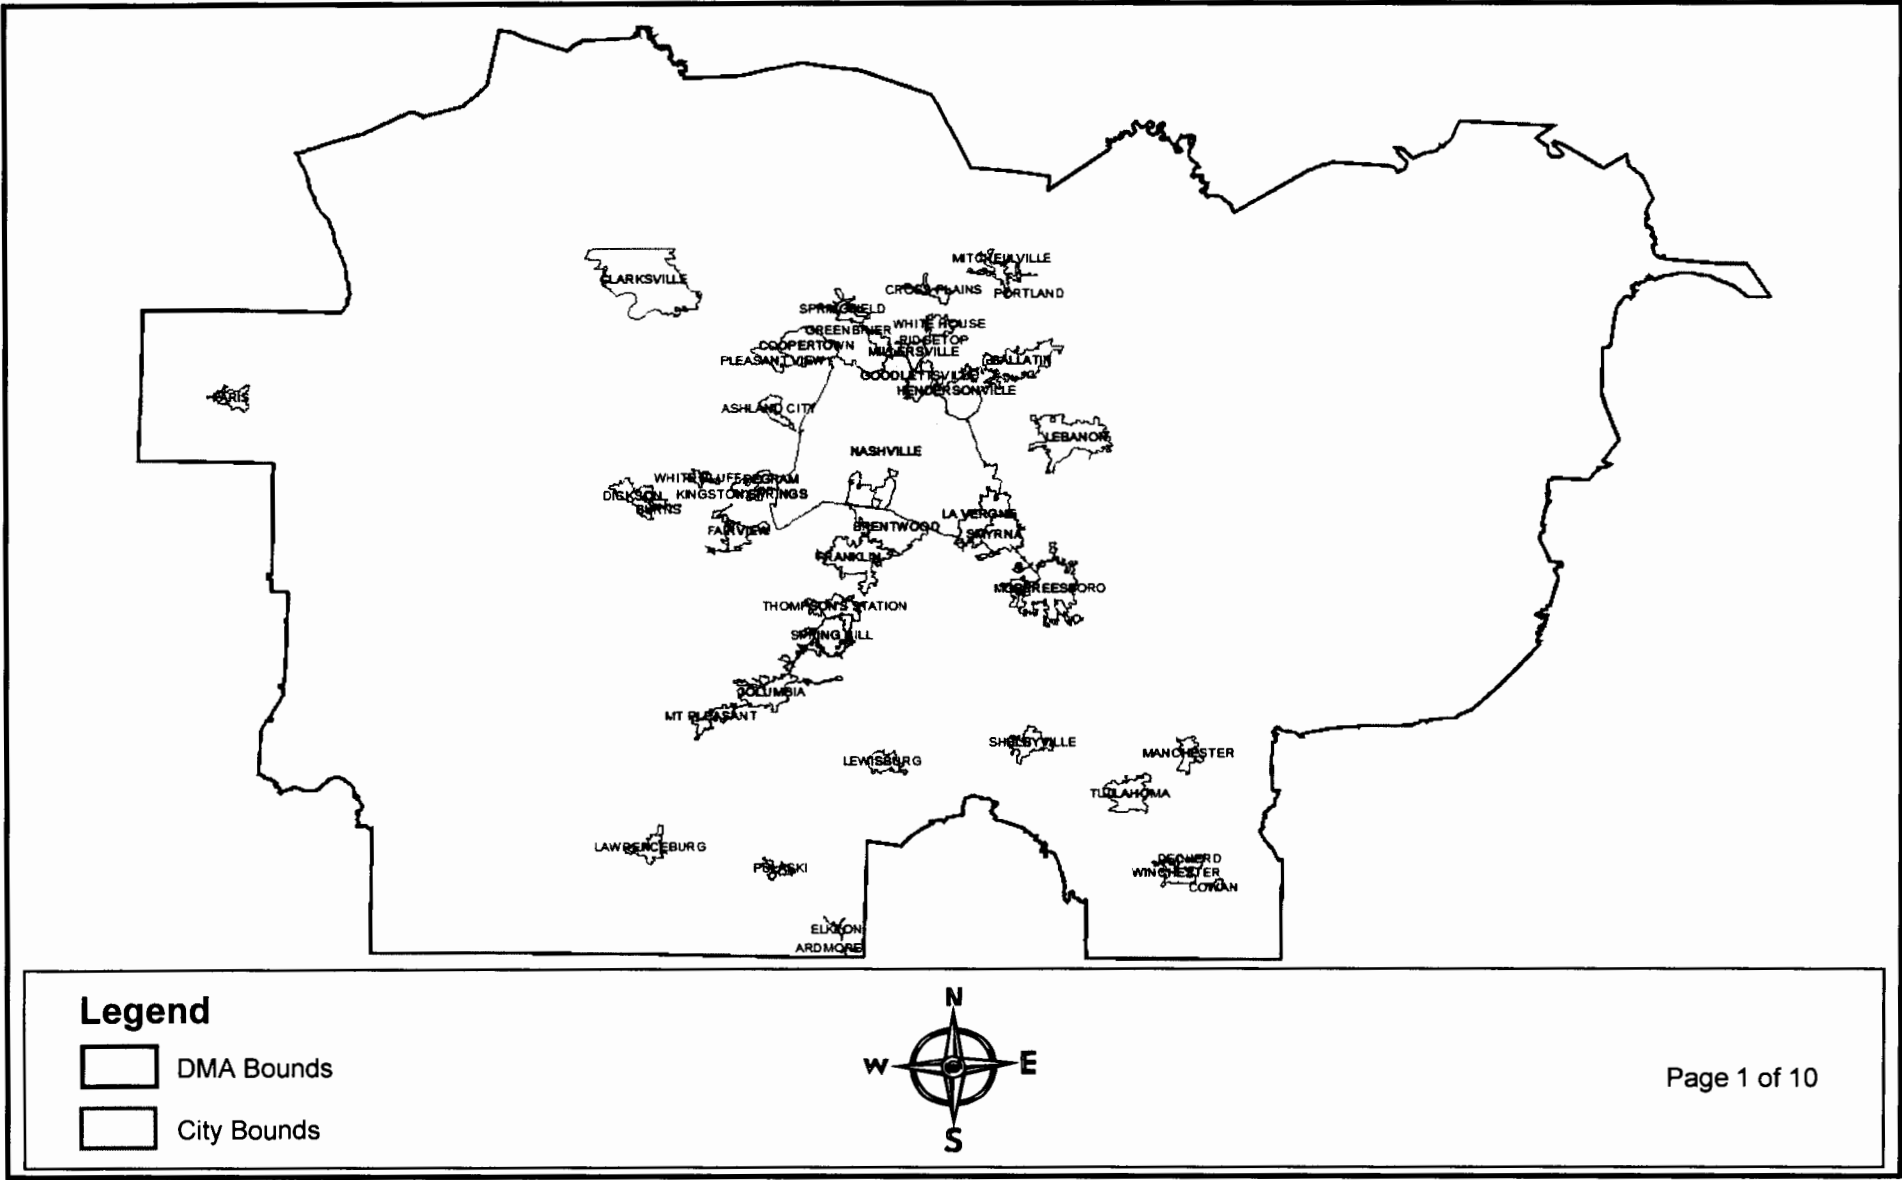 MITCHELLVILLE
CLARKSVILLE
CROSS PLAINS
PORTLAND
SPRINGFIELD
WHITE HOUSE
GREENBRIER
RIDGETOP
COOPERTOWN
MILLERSVILLE
PLEASANT VIEW
GALLATIN
GOODLETTSVILLE
HENDERSONVILLE
PARIS
ASHLAND CITY
LEBANON
NASHVILLE
WHITE BLUFF
PEGRAM
DICKSON
KINGSTON SPRINGS
BURNS
LA VERGNE
FAIRVIEW
BRENTWOOD
SMYRNA
FRANKLIN
MURFREESBORO
THOMPSON'S STATION
SPRING HILL
COLUMBIA
MT PLEASANT
SHELBYVILLE
MANCHESTER
LEWISBURG
TULLAHOMA
LAWRENCEBURG
DECHERD
PULASKI
WINCHESTER
COWAN
ELKTON
ARDMORE
Legend
DMA Bounds
City Bounds
N
W
E
S
Page 1 of 10